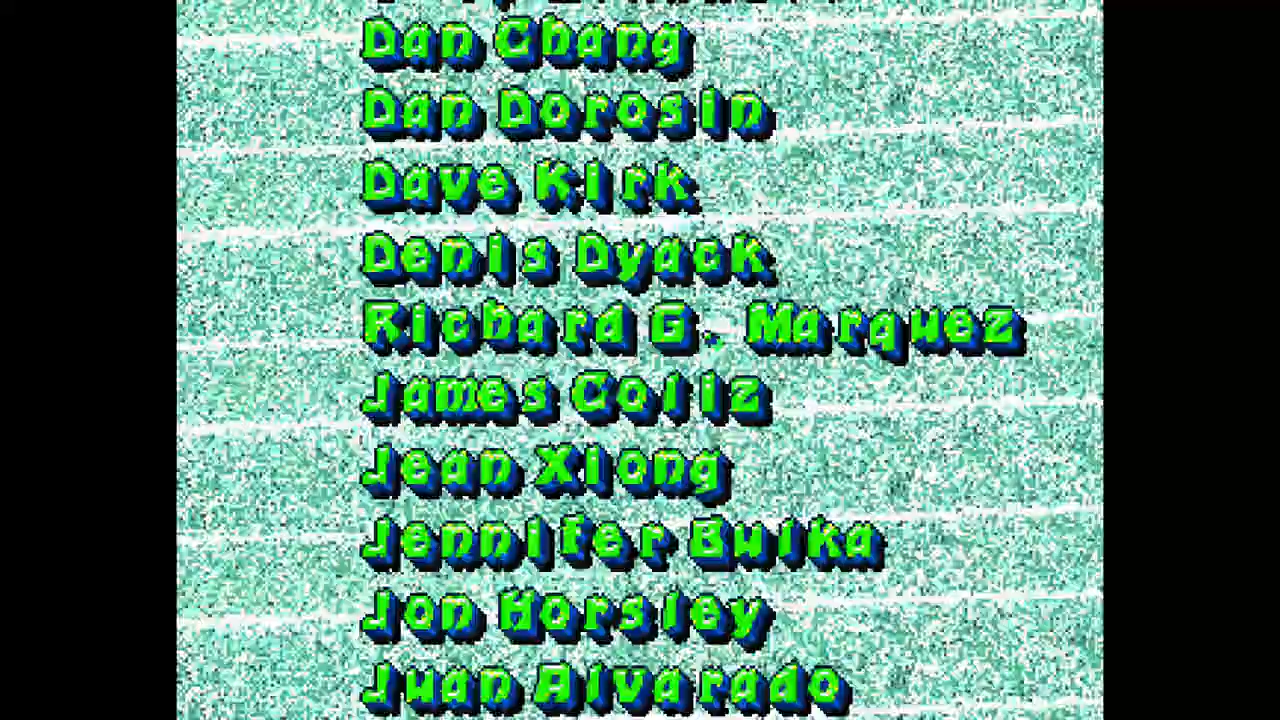 Dan Chang
Dan Dorosin
Dave Kirk
Denis Dyack
Richard G. Marquez
James Coliz
Jean Xiong
Jennifer Bulka
Jon Horsley
Juan Alvarado